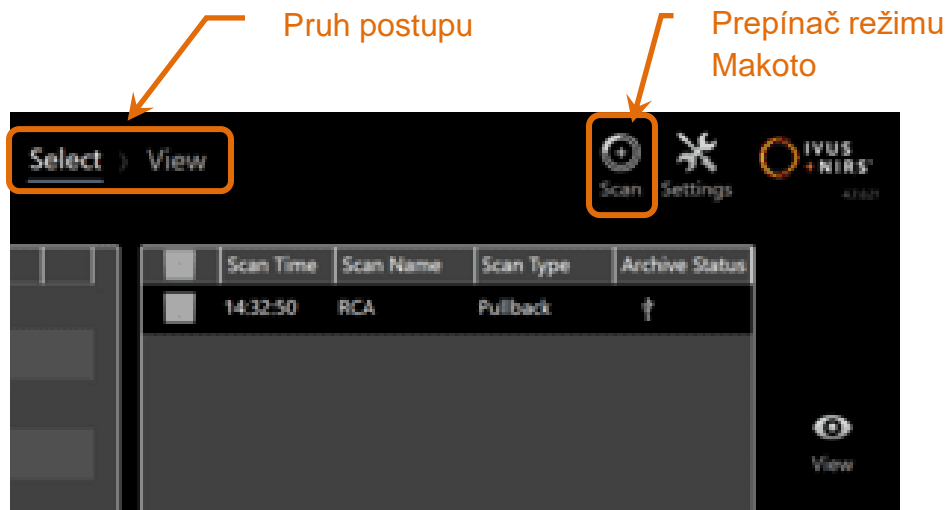 Pruh postupu
Prepínač režimu
Makoto
Select View
Scan Settings
IVUS
+NIRS
Scan Time Scan Name Scan Type Archive Status
14:32:50 RCA Pullback
View